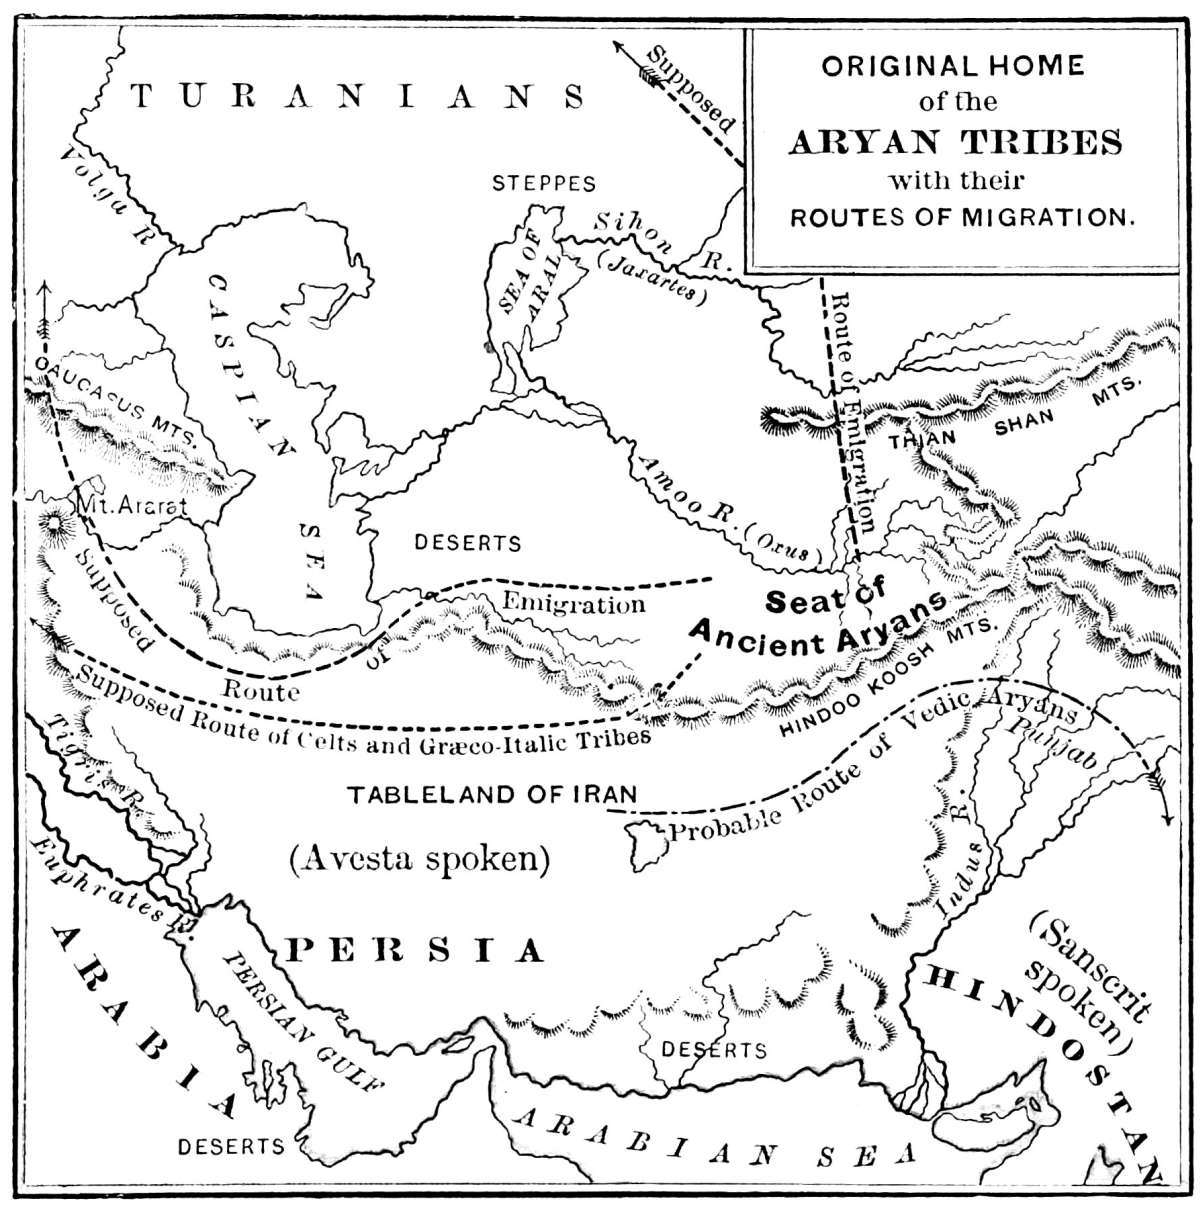 ORIGINAL HOME
of the
ARYAN TRIBES
with their
ROUTES OF MIGRATION.
Supposed
TURANIANS
Volga R
STEPPES
SEA OF
ARAL
Sihon R.
(Jaxartes)
Route of Emigration
CASPIAN SEA
CAUCASUS MTS.
THIAN SHAN MTS.
Mt. Ararat
Amoo R. (Oxus)
DESERTS
Supposed Route of Emigration
Seat of
Ancient Aryans
HINDOO KOOSH MTS.
Supposed Route of Celts and Græco-Italic Tribes
Probable Route of Vedic Aryans
Punjab
Tigris R.
TABLELAND OF IRAN
(Avesta spoken)
Euphrates R.
Indus R.
PERSIA
ARABIA
PERSIAN GULF
HINDOSTAN
(Sanscrit
spoken)
DESERTS
DESERTS
ARABIAN SEA